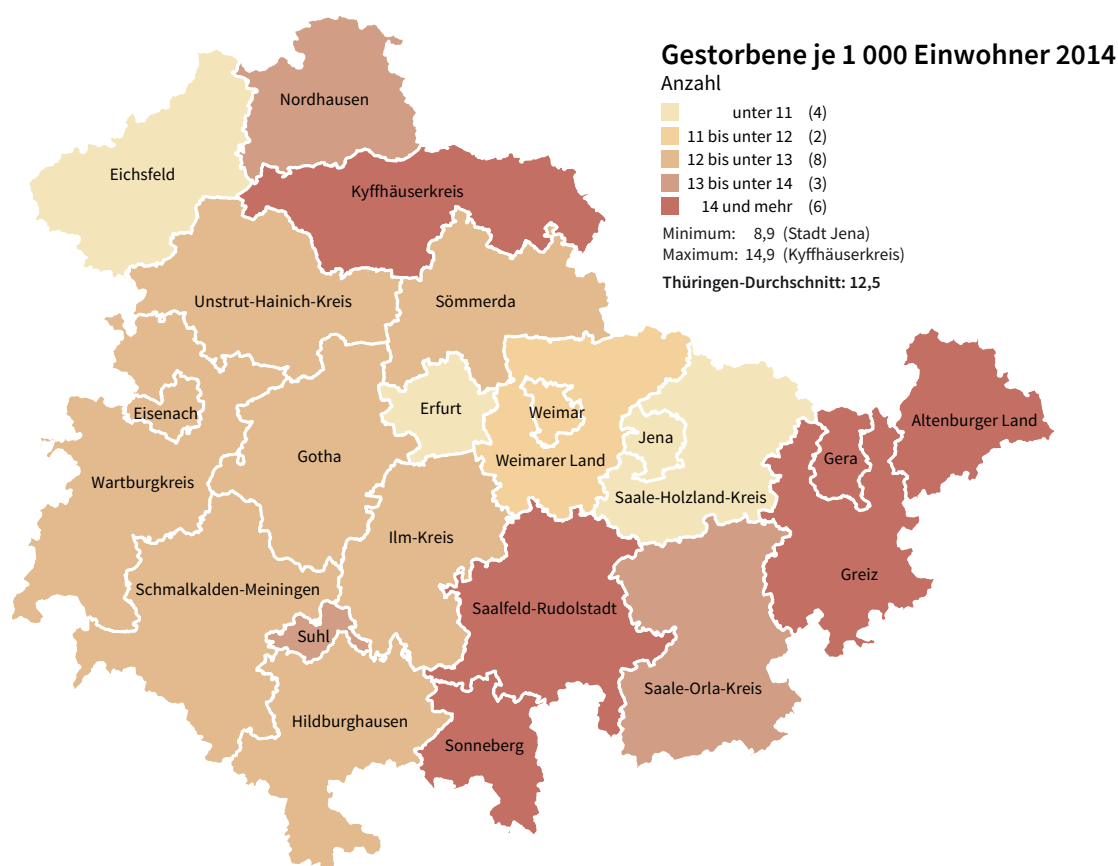 Gestorbene je 1 000 Einwohner 2014
Anzahl
unter 11 (4)
11 bis unter 12 (2)
12 bis unter 13 (8)
13 bis unter 14 (3)
14 und mehr (6)
Minimum: 8,9 (Stadt Jena)
Maximum: 14,9 (Kyffhäuserkreis)
Thüringen-Durchschnitt: 12,5
Nordhausen
Eichsfeld
Kyffhäuserkreis
Unstrut-Hainich-Kreis
Sömmerda
Eisenach
Erfurt
Weimar
Altenburger Land
Jena
Gotha
Weimarer Land
Gera
Wartburgkreis
Saale-Holzland-Kreis
Ilm-Kreis
Greiz
Schmalkalden-Meiningen
Saalfeld-Rudolstadt
Suhl
Saale-Orla-Kreis
Hildburghausen
Sonneberg